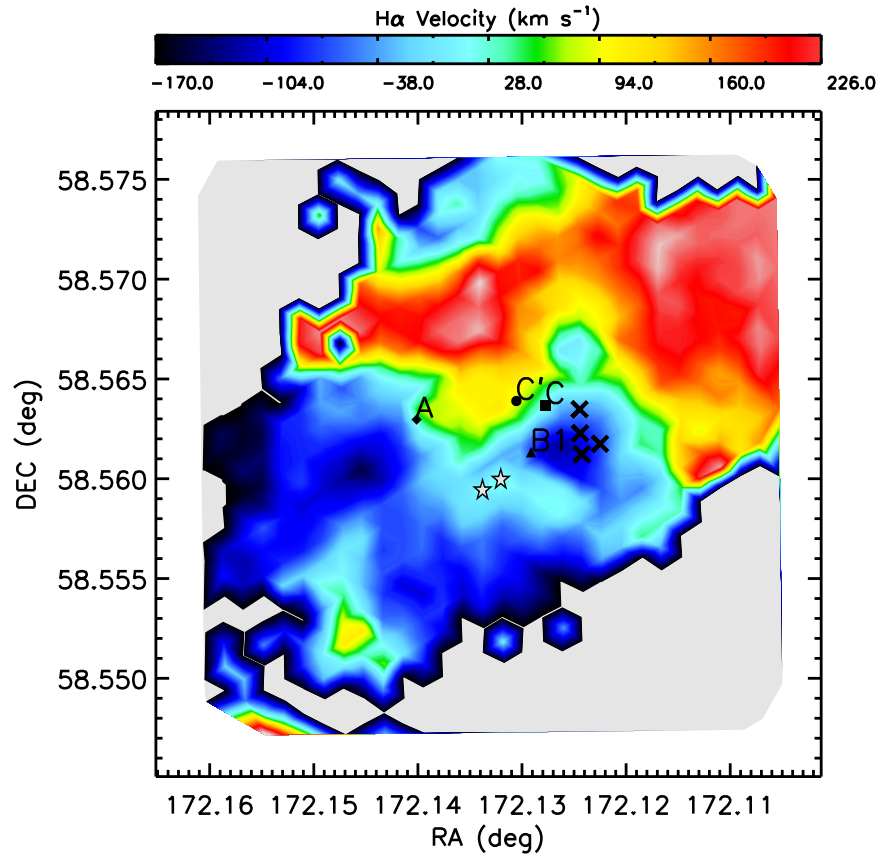 Hα Velocity (km s⁻¹)
−170.0 −104.0 −38.0 28.0 94.0 160.0 226.0
58.575
58.570
58.565
58.560
58.555
58.550
DEC (deg)
A
C' C
B1
172.16 172.15 172.14 172.13 172.12 172.11
RA (deg)